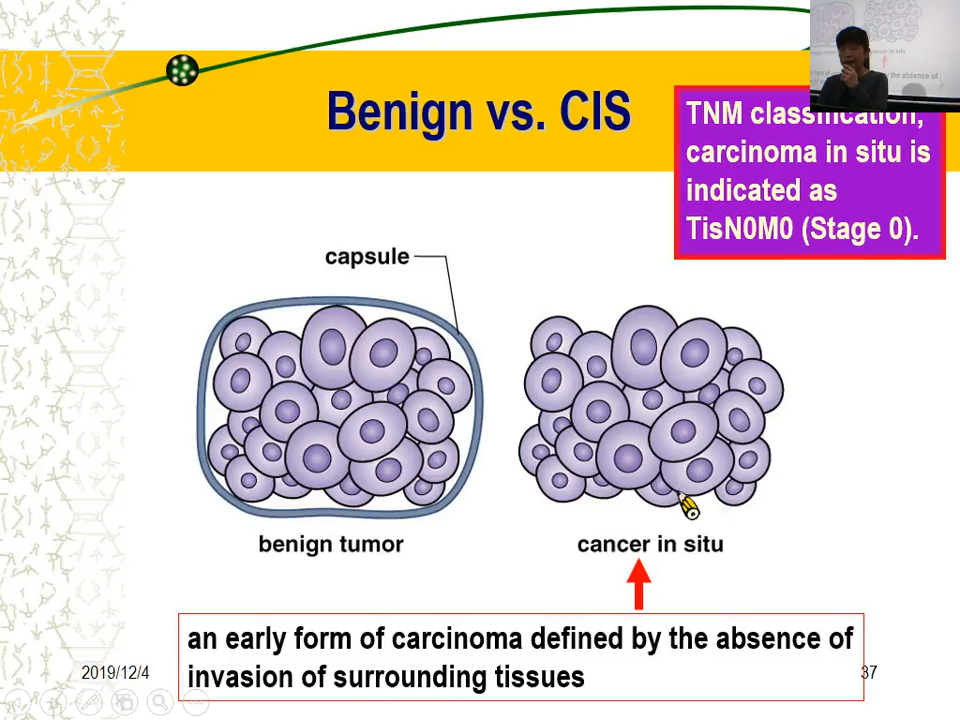 Benign vs. CIS
TNM classification,
carcinoma in situ is
indicated as
TisN0M0 (Stage 0).
capsule
benign tumor
cancer in situ
an early form of carcinoma defined by the absence of
invasion of surrounding tissues
2019/12/4
37